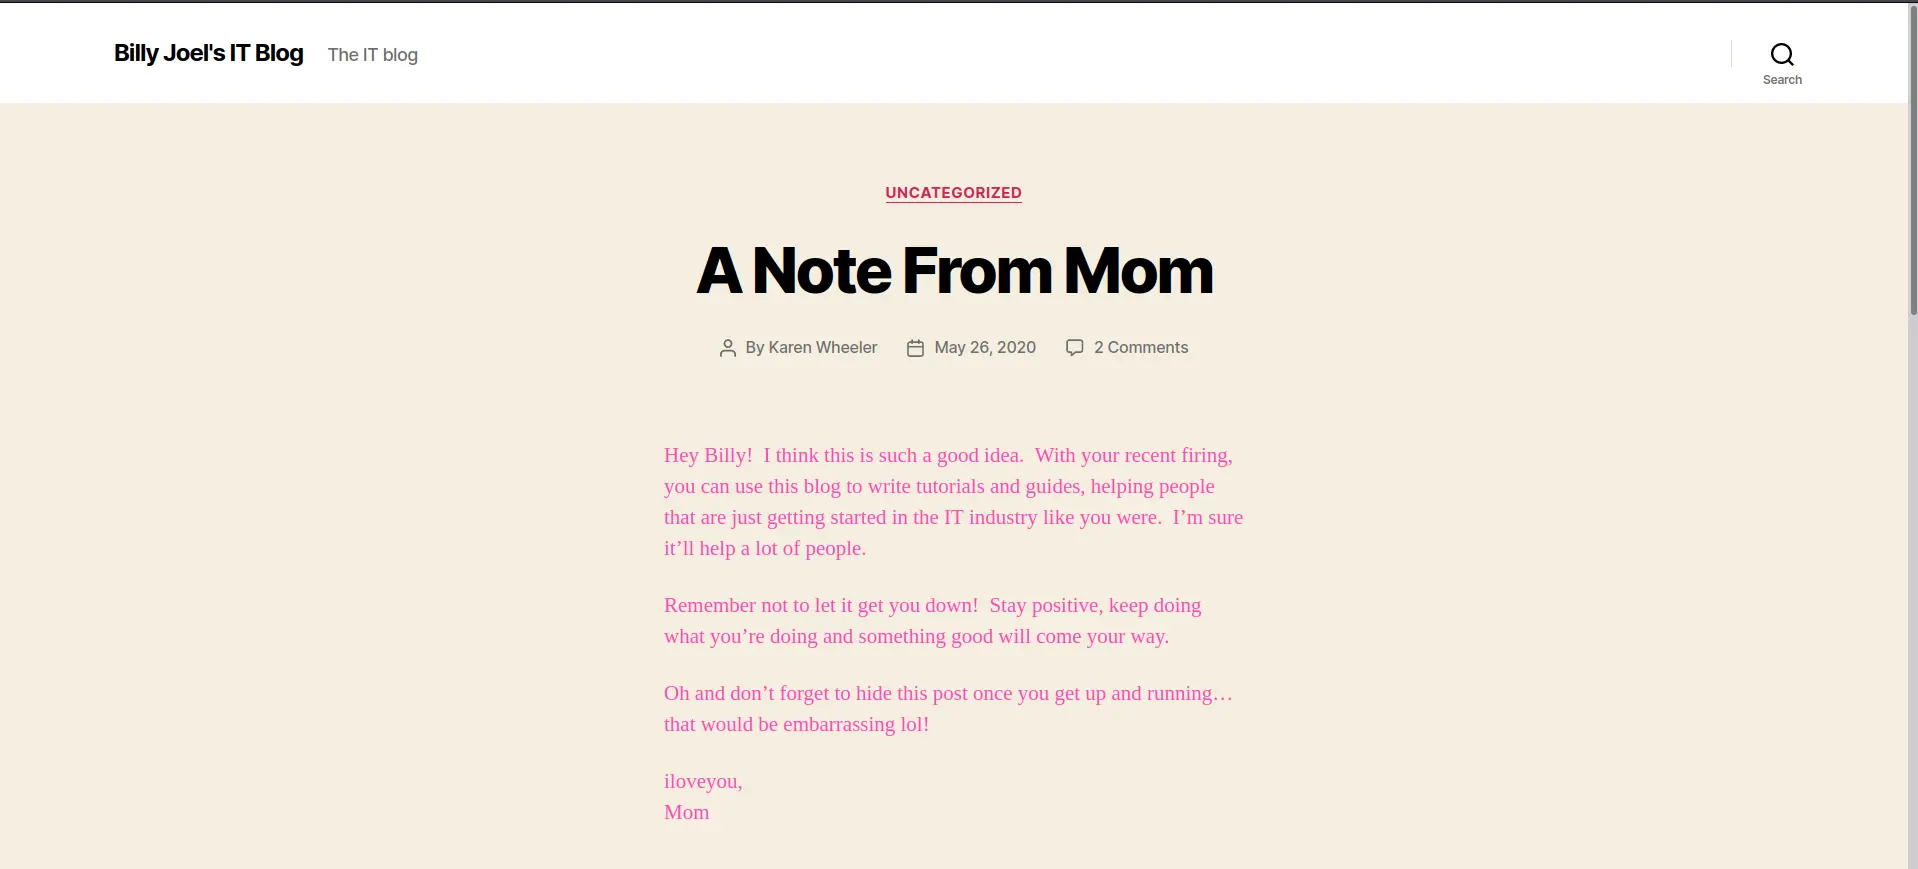 Billy Joel's IT Blog The IT blog
Search
UNCATEGORIZED
A Note From Mom
By Karen Wheeler May 26, 2020 2 Comments
Hey Billy!  I think this is such a good idea.  With your recent firing,
you can use this blog to write tutorials and guides, helping people
that are just getting started in the IT industry like you were.  I’m sure
it’ll help a lot of people.
Remember not to let it get you down!  Stay positive, keep doing
what you’re doing and something good will come your way.
Oh and don’t forget to hide this post once you get up and running…
that would be embarrassing lol!
iloveyou,
Mom